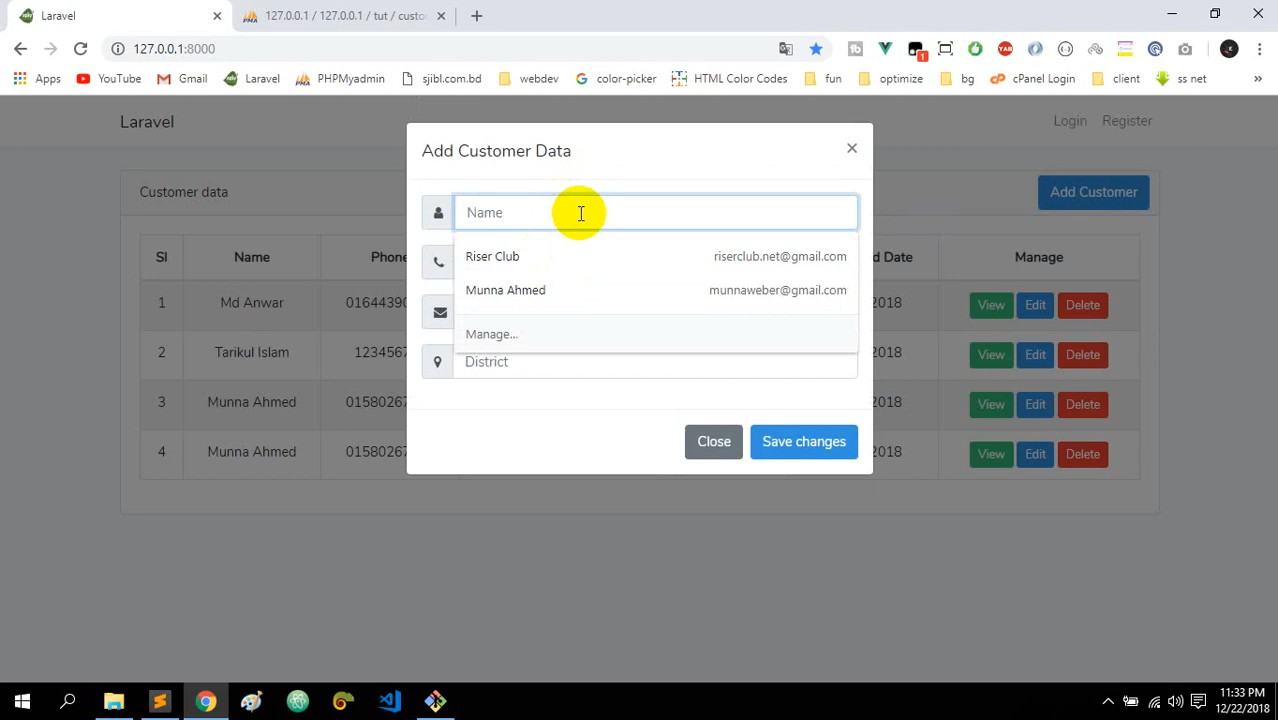 Laravel
127.0.0.1 / 127.0.0.1 / tut / custo
127.0.0.1:8000
Apps YouTube Gmail Laravel PHPMyadmin sjibl.com.bd webdev color-picker HTML Color Codes fun optimize bg cPanel Login client ss net
Laravel Login Register
Add Customer Data
Customer data Add Customer
Name
Sl Name Phone d Date Manage
Riser Club riserclub.net@gmail.com
Munna Ahmed munnaweber@gmail.com
Manage...
District
1 Md Anwar 01644390 2018 View Edit Delete
2 Tarikul Islam 1234567 2018 View Edit Delete
3 Munna Ahmed 0158026 2018 View Edit Delete
4 Munna Ahmed 0158026 2018 View Edit Delete
Close Save changes
11:33 PM
12/22/2018